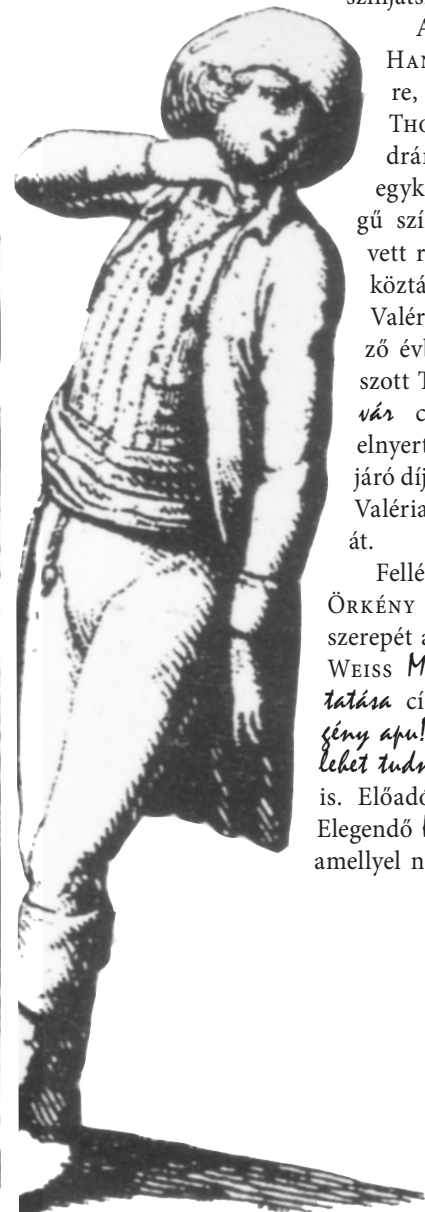 A
HAN
re,
THO
drán
egyk
gű szí
vett r
köztá
Valér
ző évb
szott T
vár c
elnyert
járó díj
Valéria
át.
Fellé
ÖRKÉNY
szerepét a
WEISS M
tatása cí
gény apu!
lehet tudn
is. Előadó
Elegendő
amellyel n